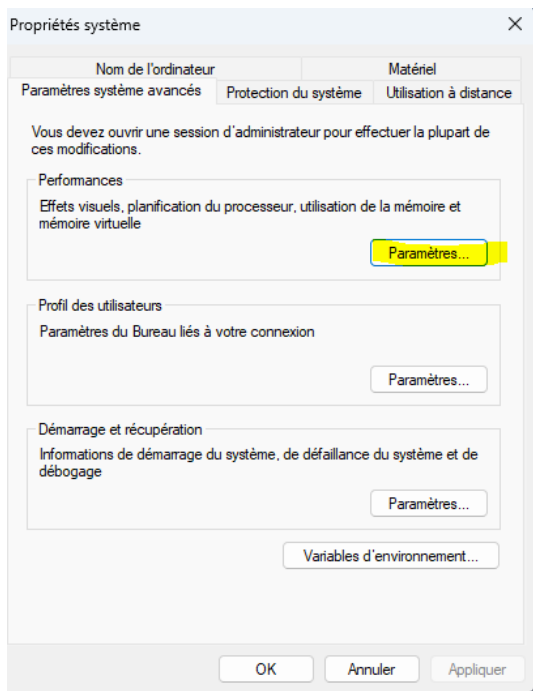 Propriétés système
Nom de l'ordinateur
Matériel
Paramètres système avancés
Protection du système
Utilisation à distance
Vous devez ouvrir une session d'administrateur pour effectuer la plupart de
ces modifications.
Performances
Effets visuels, planification du processeur, utilisation de la mémoire et
mémoire virtuelle
Paramètres...
Profil des utilisateurs
Paramètres du Bureau liés à votre connexion
Paramètres...
Démarrage et récupération
Informations de démarrage du système, de défaillance du système et de
débogage
Paramètres...
Variables d'environnement...
OK
Annuler
Appliquer